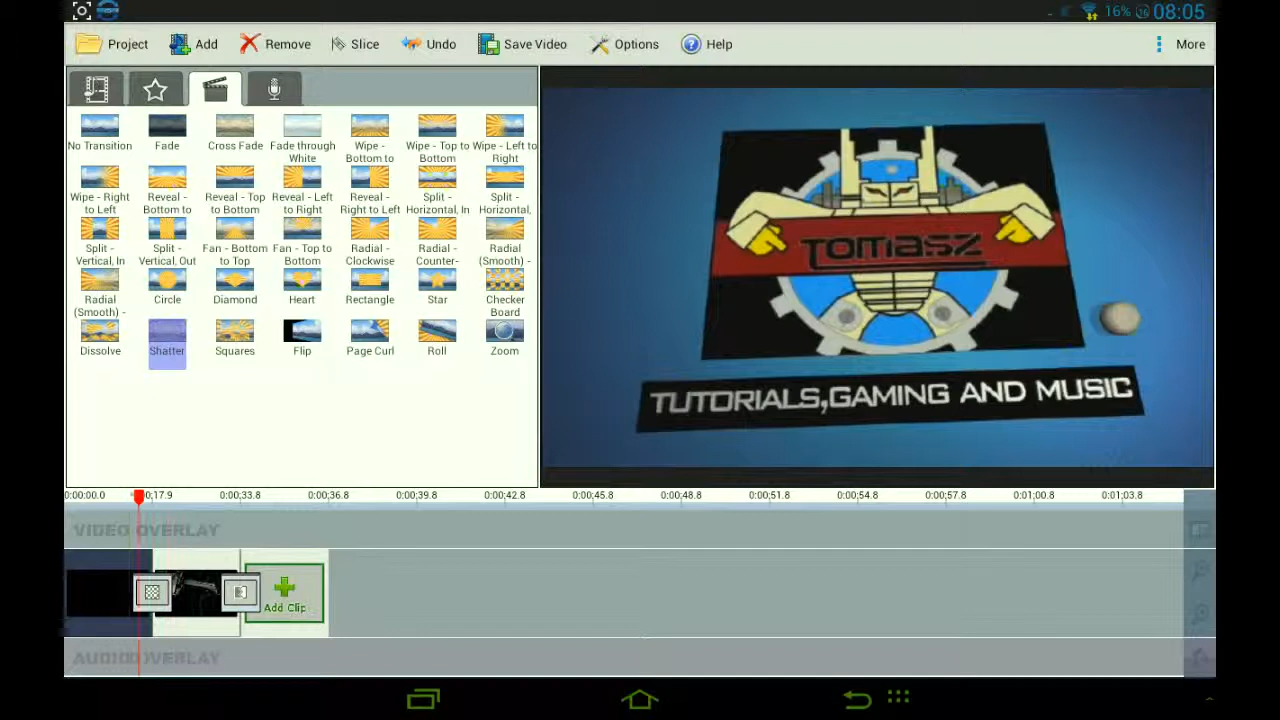 16% 16 08:05
Project Add Remove Slice Undo Save Video Options Help More
No Transition Fade Cross Fade Fade through White Wipe - Bottom to Wipe - Top to Bottom Wipe - Left to Right
Wipe - Right to Left Reveal - Bottom to Reveal - Top to Bottom Reveal - Left to Right Reveal - Right to Left Split - Horizontal, In Split - Horizontal,
Split - Vertical, In Split - Vertical, Out Fan - Bottom to Top Fan - Top to Bottom Radial - Clockwise Radial - Counter- Radial (Smooth) -
Radial (Smooth) - Circle Diamond Heart Rectangle Star Checker Board
Dissolve Shatter Squares Flip Page Curl Roll Zoom
TOMASZ
TUTORIALS,GAMING AND MUSIC
0:00:00.0 0:17.9 0:00:33.8 0:00:36.8 0:00:39.8 0:00:42.8 0:00:45.8 0:00:48.8 0:00:51.8 0:00:54.8 0:00:57.8 0:01:00.8 0:01:03.8
VIDEO OVERLAY
Add Clip
AUDIO OVERLAY